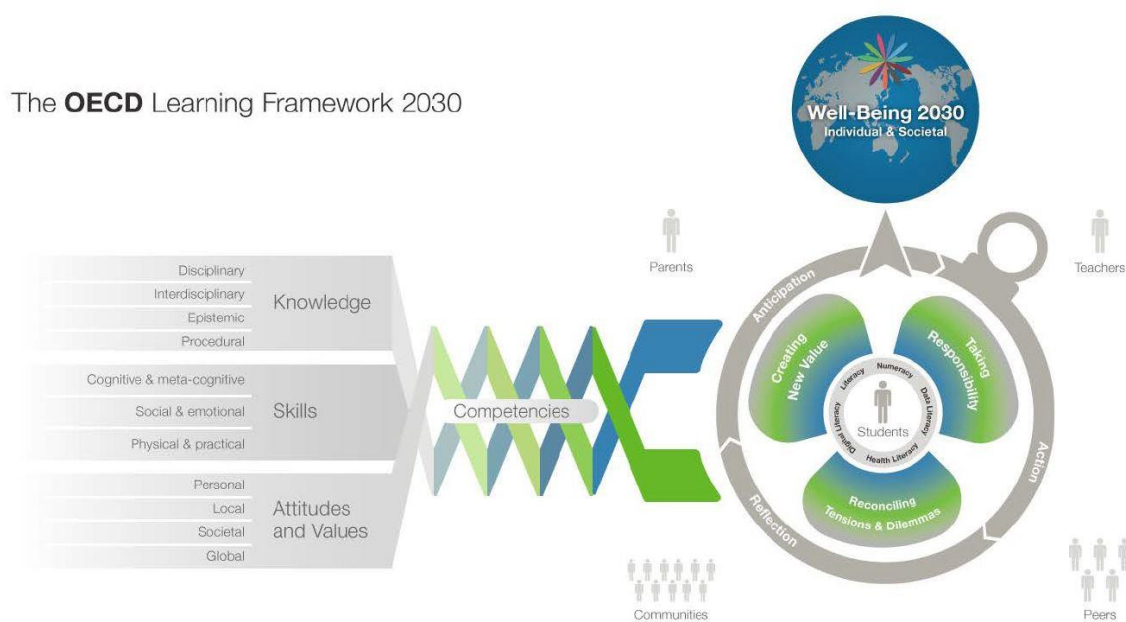 The OECD Learning Framework 2030
Well-Being 2030
Individual & Societal
Parents
Teachers
Disciplinary
Interdisciplinary
Epistemic
Procedural
Knowledge
Cognitive & meta-cognitive
Social & emotional
Physical & practical
Skills
Personal
Local
Societal
Global
Attitudes
and Values
Competencies
Anticipation
Action
Reflection
Creating
New Value
Taking
Responsibility
Reconciling
Tensions & Dilemmas
Literacy
Numeracy
Data Literacy
Health Literacy
Digital Literacy
Students
Communities
Peers